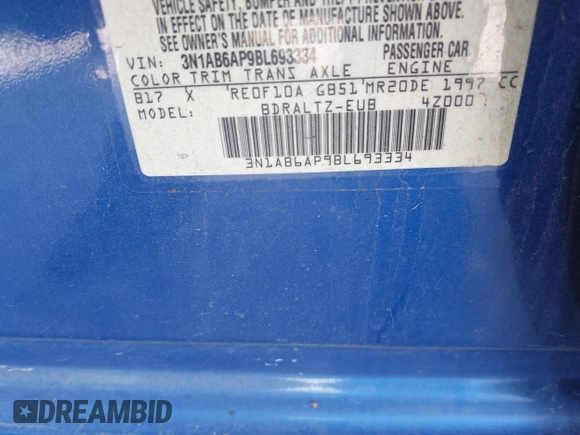 VEHICLE SAFETY, BUMPER AND THEFT PREVENTION
IN EFFECT ON THE DATE OF MANUFACTURE SHOWN ABOVE.
SEE OWNER'S MANUAL FOR ADDITIONAL INFORMATION.
VIN: 3N1AB6AP9BL693334 PASSENGER CAR
COLOR TRIM TRANS AXLE ENGINE
B17 X RE0F10A GB51 MR20DE 1997 CC
MODEL: BDRALTZ-EUB 4Z000
3N1AB6AP9BL693334
DREAMBID